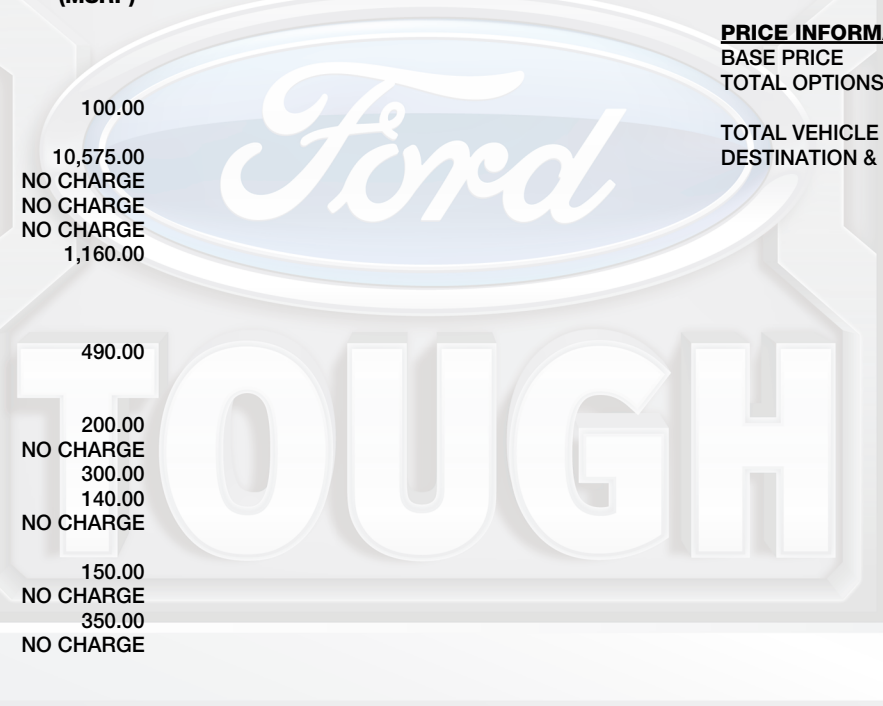 PRICE INFORM
BASE PRICE
TOTAL OPTIONS
TOTAL VEHICLE
DESTINATION &
100.00
10,575.00
NO CHARGE
NO CHARGE
NO CHARGE
1,160.00
490.00
200.00
NO CHARGE
300.00
140.00
NO CHARGE
150.00
NO CHARGE
350.00
NO CHARGE
Ford
TOUGH